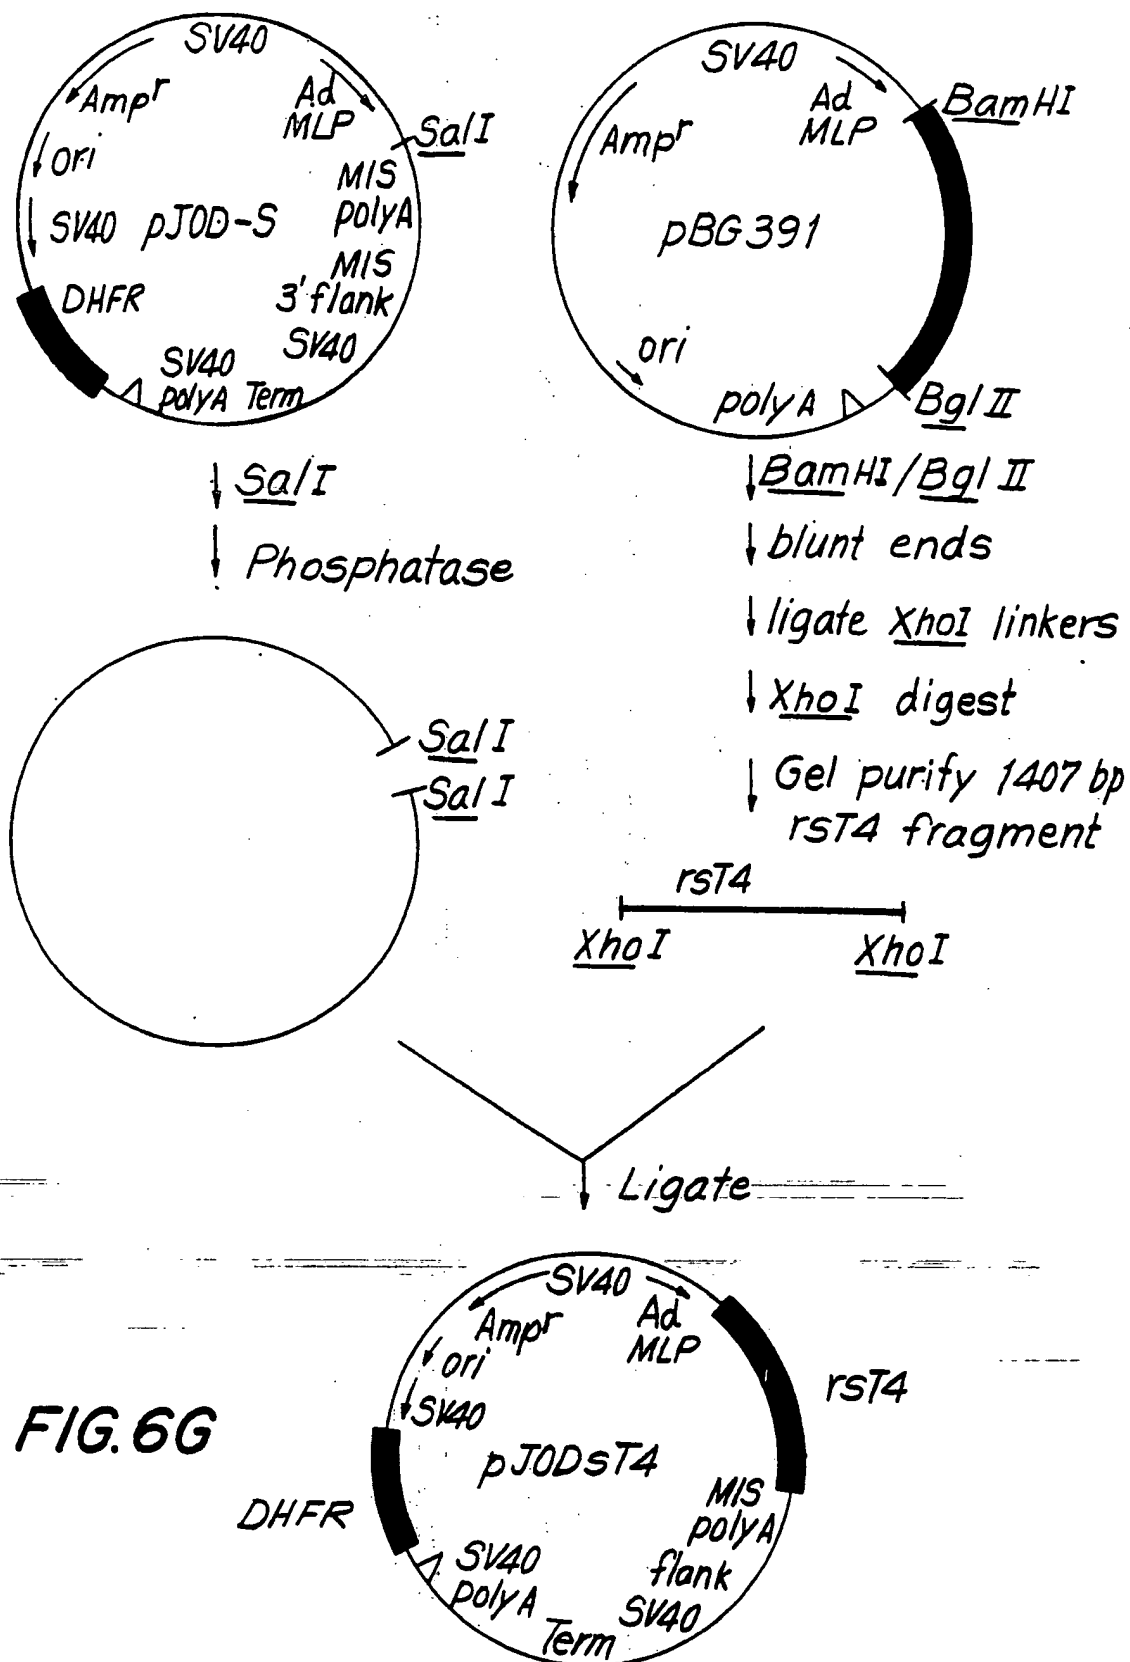 SV40
Ampr
Ad
MLP
SalI
ori
MIS
polyA
SV40 pJOD-S
MIS
3' flank
DHFR
SV40
SV40
polyA Term
SV40
Ad
MLP
BamHI
Ampr
pBG391
ori
polyA
BglII
SalI
Phosphatase
BamHI/BglII
blunt ends
ligate XhoI linkers
XhoI digest
Gel purify 1407 bp
rsT4 fragment
SalI
SalI
rsT4
XhoI
XhoI
Ligate
SV40
Ampr
Ad
MLP
ori
SV40
rsT4
pJODsT4
FIG. 6G
DHFR
MIS
polyA
flank
SV40
SV40
polyA
Term